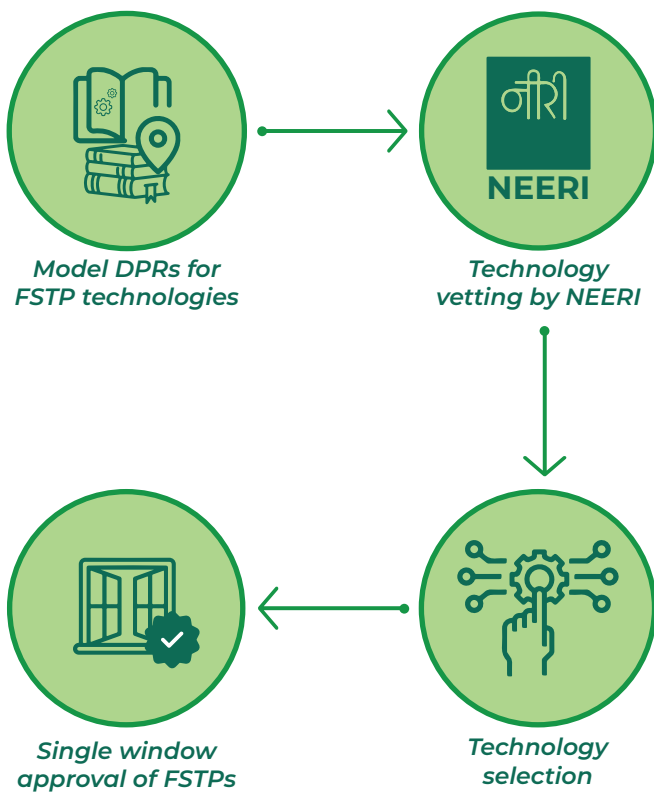 नीरी
NEERI
Model DPRs for
FSTP technologies
Technology
vetting by NEERI
Technology
selection
Single window
approval of FSTPs